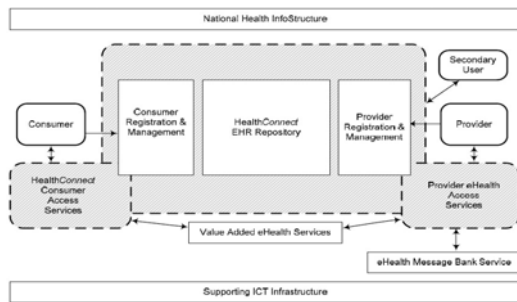 National Health InfoStructure
Secondary
User
Consumer
Registration &
Management
HealthConnect
EHR Repository
Provider
Registration &
Management
Consumer
Provider
HealthConnect
Consumer
Access
Services
Provider eHealth
Access
Services
Value Added eHealth Services
eHealth Message Bank Service
Supporting ICT Infrastructure